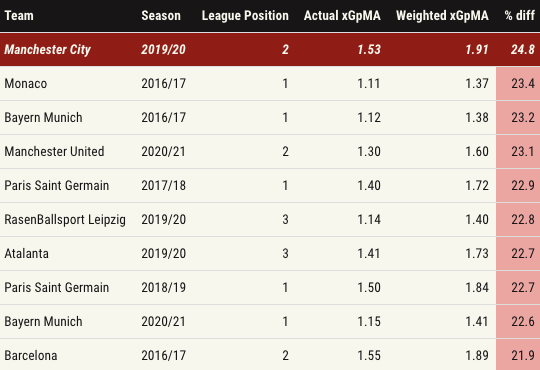 Team Season League Position Actual xGpMA Weighted xGpMA % diff
Manchester City 2019/20 2 1.53 1.91 24.8
Monaco 2016/17 1 1.11 1.37 23.4
Bayern Munich 2016/17 1 1.12 1.38 23.2
Manchester United 2020/21 2 1.30 1.60 23.1
Paris Saint Germain 2017/18 1 1.40 1.72 22.9
RasenBallsport Leipzig 2019/20 3 1.14 1.40 22.8
Atalanta 2019/20 3 1.41 1.73 22.7
Paris Saint Germain 2018/19 1 1.50 1.84 22.7
Bayern Munich 2020/21 1 1.15 1.41 22.6
Barcelona 2016/17 2 1.55 1.89 21.9